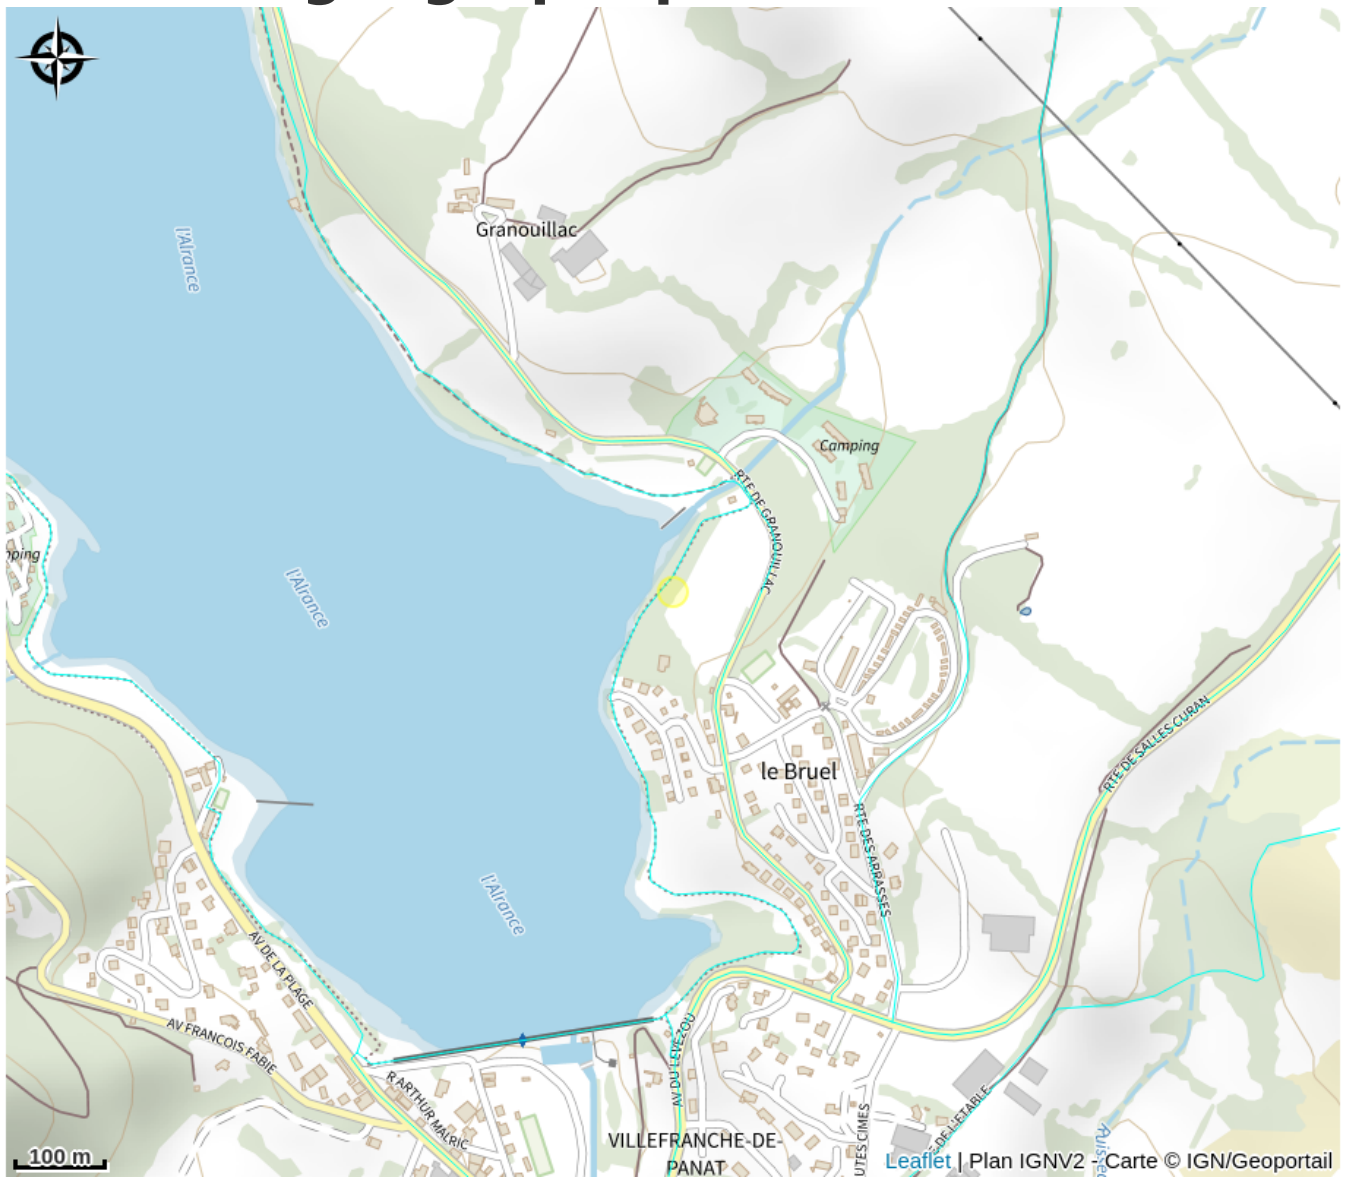 l'Alrance
Granouillac
Camping
RTE DE GRANOUILLAC
l'Alrance
le Bruel
RTE DE SALLES CURAN
RTE DES ARRASSES
l'Alrance
AV DE LA PLAGE
AV FRANCOIS FABIE
R ARTHUR MALRIC
AV DU LEVEZOU
VILLEFRANCHE-DE-
PANAT
100 m
Leaflet | Plan IGNV2 - Carte © IGN/Geoportail